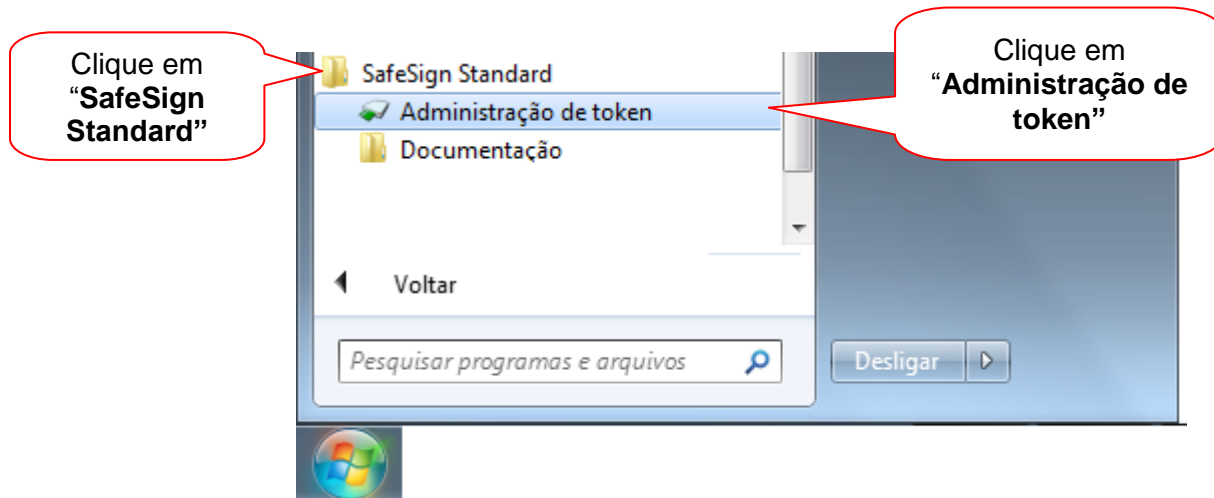 Clique em
“SafeSign
Standard”
SafeSign Standard
Administração de token
Documentação
Clique em
“Administração de
token”
Voltar
Pesquisar programas e arquivos
Desligar